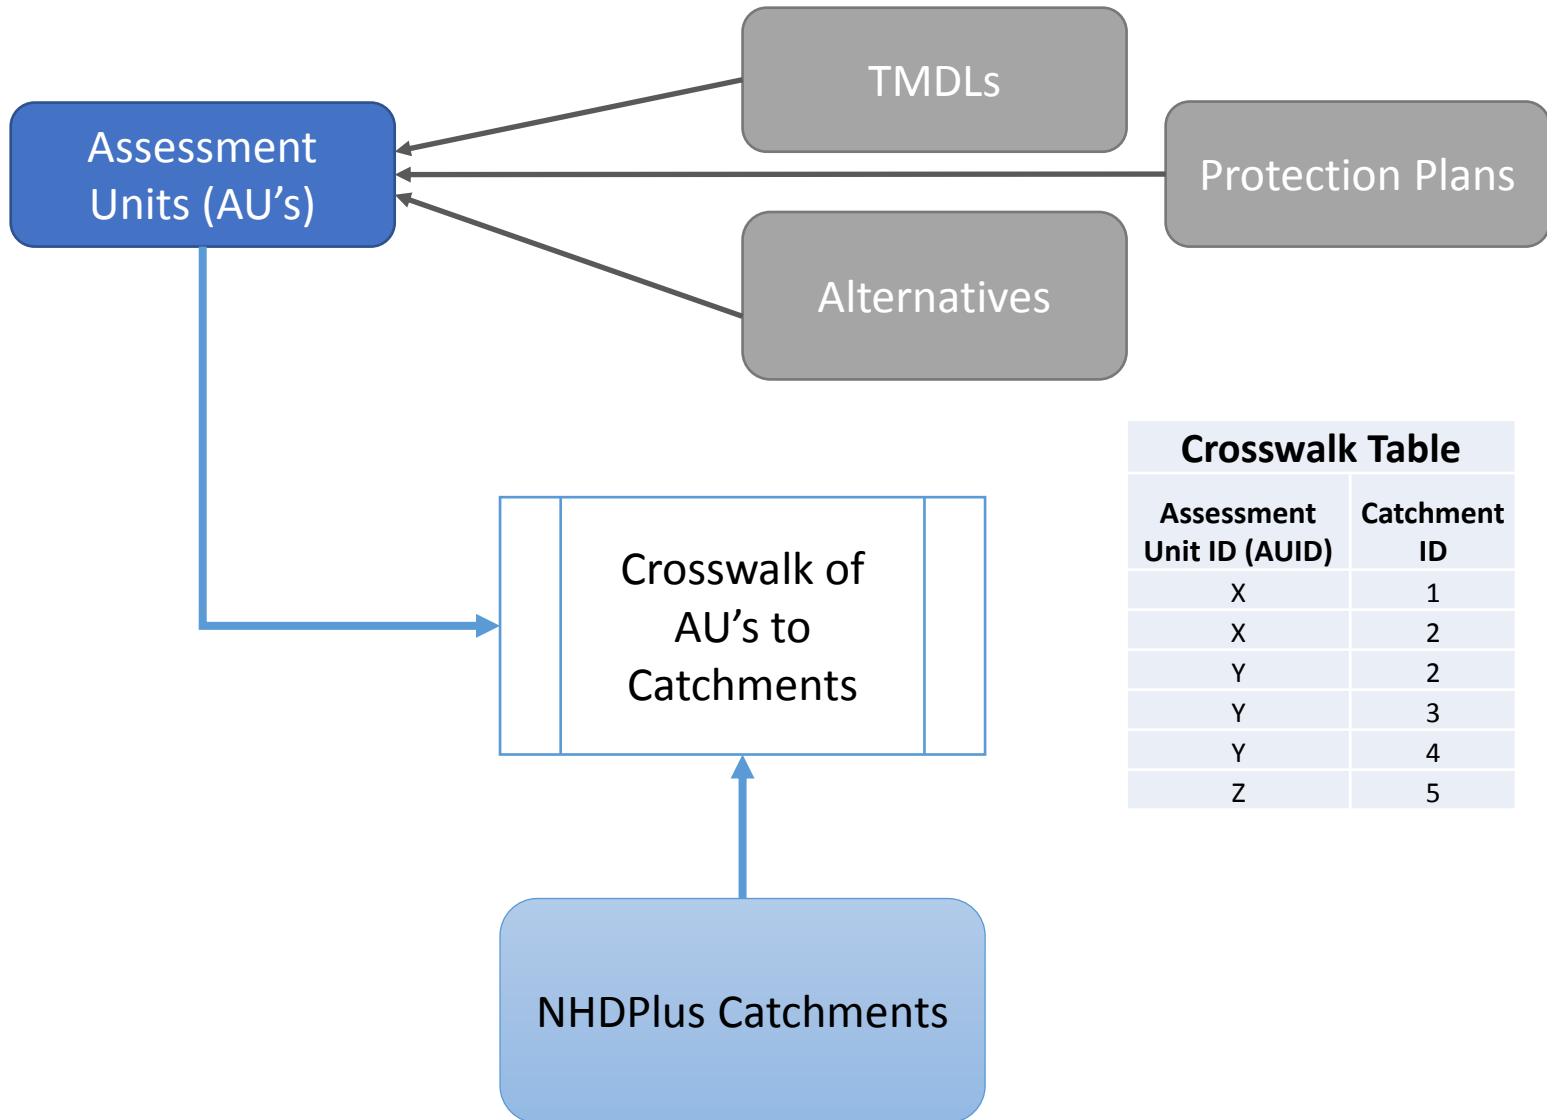 TMDLs
Assessment
Units (AU’s)
Protection Plans
Alternatives
Crosswalk Table
Assessment
Unit ID (AUID)
Catchment
ID
X 1
X 2
Y 2
Y 3
Y 4
Z 5
Crosswalk of
AU’s to
Catchments
NHDPlus Catchments